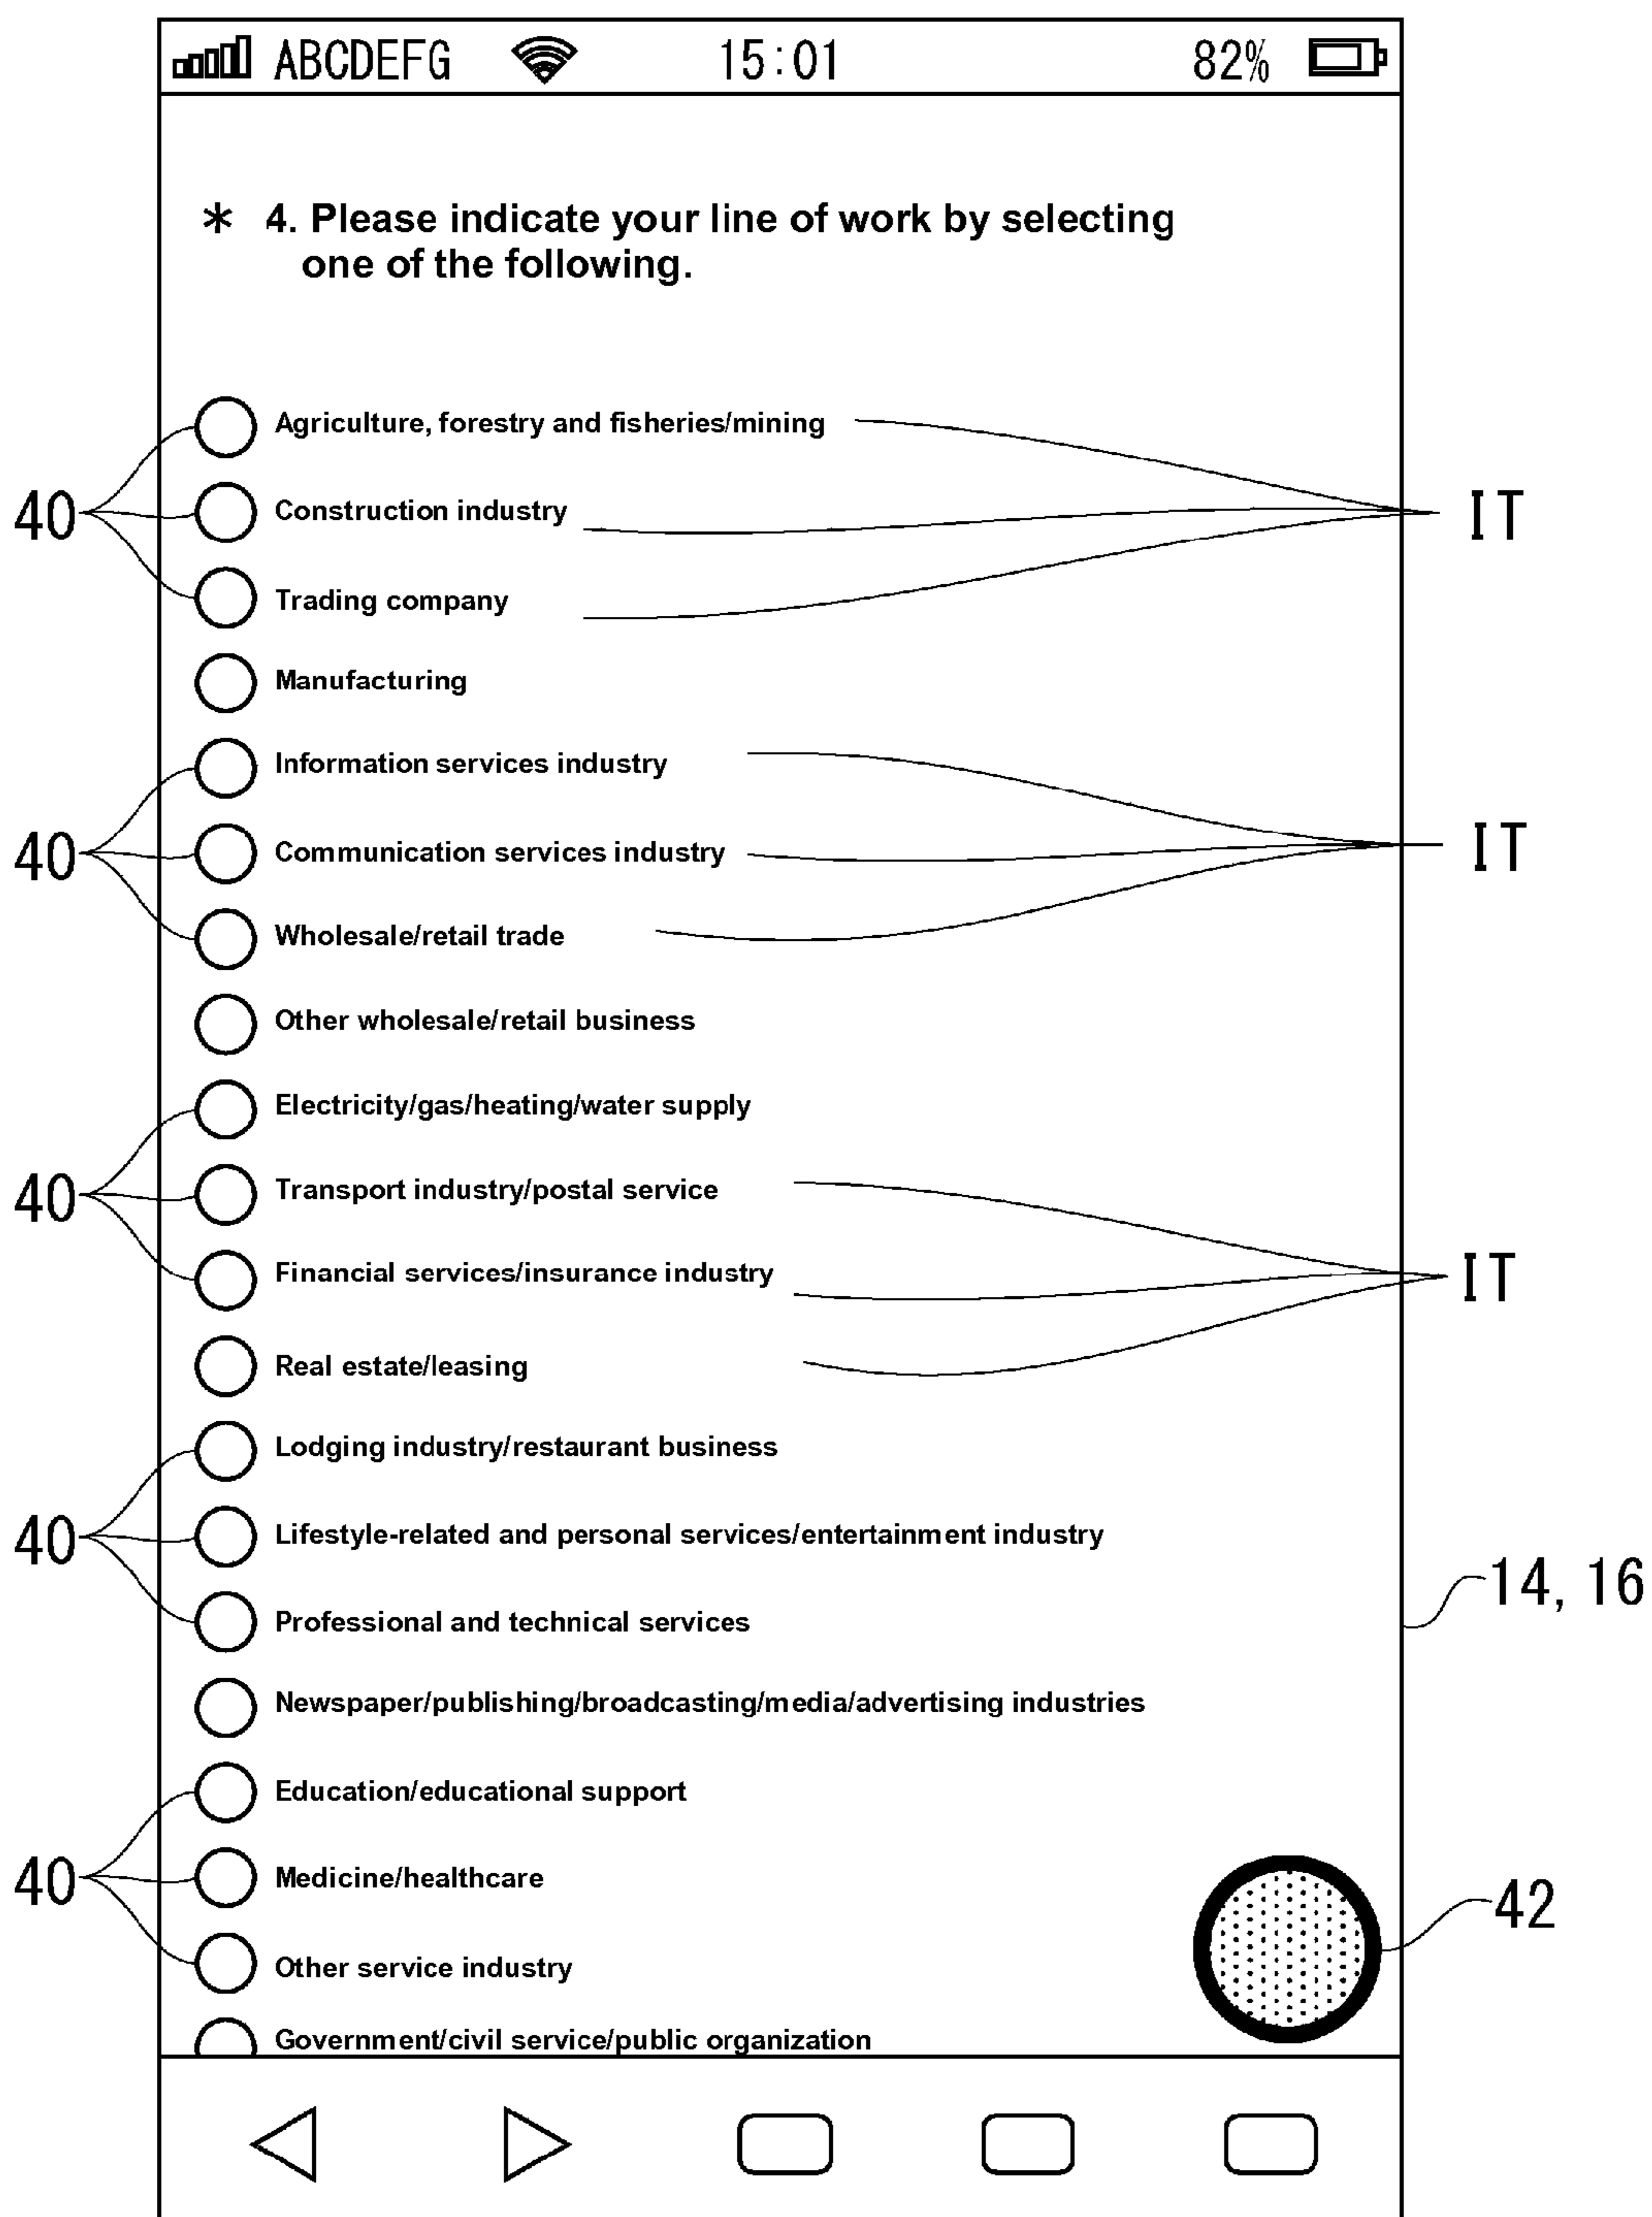 ABCDEFG 15:01 82%
* 4. Please indicate your line of work by selecting
one of the following.
Agriculture, forestry and fisheries/mining
40 Construction industry IT
Trading company
Manufacturing
Information services industry
40 Communication services industry IT
Wholesale/retail trade
Other wholesale/retail business
Electricity/gas/heating/water supply
40 Transport industry/postal service
Financial services/insurance industry IT
Real estate/leasing
Lodging industry/restaurant business
40 Lifestyle-related and personal services/entertainment industry
14, 16
Professional and technical services
Newspaper/publishing/broadcasting/media/advertising industries
Education/educational support
40 Medicine/healthcare
42
Other service industry
Government/civil service/public organization